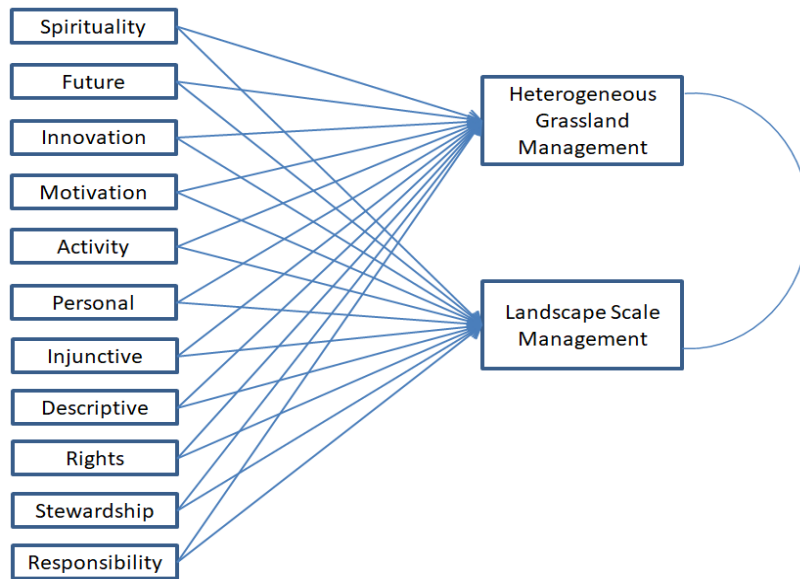 Spirituality
Future
Innovation
Motivation
Activity
Personal
Injunctive
Descriptive
Rights
Stewardship
Responsibility
Heterogeneous
Grassland
Management
Landscape Scale
Management